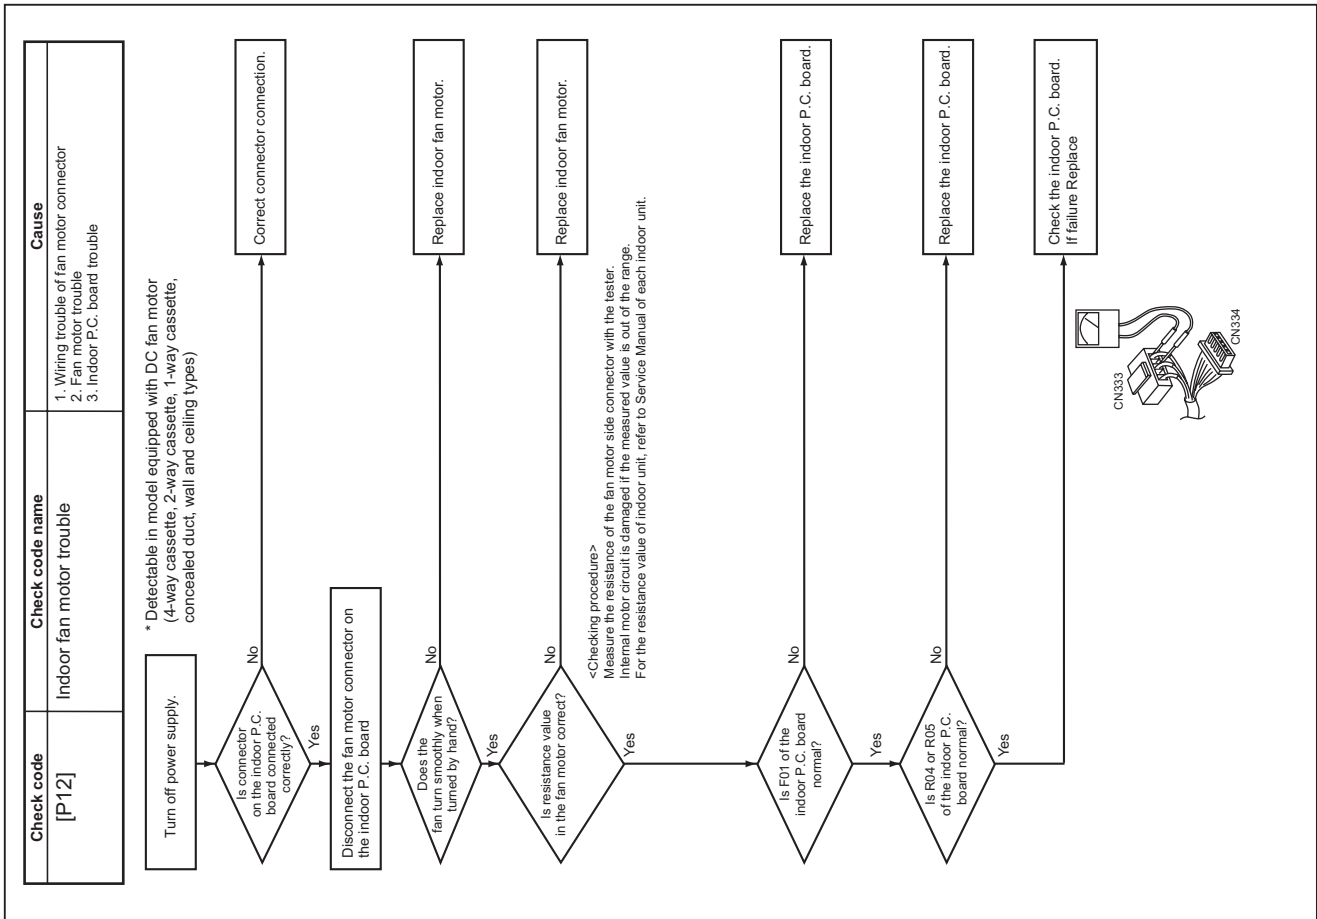 Check code
Check code name
Cause
[P12]
Indoor fan motor trouble
1. Wiring trouble of fan motor connector
2. Fan motor trouble
3. Indoor P.C. board trouble
Turn off power supply.
* Detectable in model equipped with DC fan motor
(4-way cassette, 2-way cassette, 1-way cassette,
concealed duct, wall and ceiling types)
Is connector
on the indoor P.C.
board connected
correctly?
No
Correct connector connection.
Yes
Disconnect the fan motor connector on
the indoor P.C. board
Does the
fan turn smoothly when
turned by hand?
No
Replace indoor fan motor.
Yes
Is resistance value
in the fan motor correct?
No
Replace indoor fan motor.
Yes
<Checking procedure>
Measure the resistance of the fan motor side connector with the tester.
Internal motor circuit is damaged if the measured value is out of the range.
For the resistance value of indoor unit, refer to Service Manual of each indoor unit.
Is F01 of the
indoor P.C. board
normal?
No
Replace the indoor P.C. board.
Yes
Is R04 or R05
of the indoor P.C.
board normal?
No
Replace the indoor P.C. board.
Yes
Check the indoor P.C. board.
If failure Replace
CN333
CN334